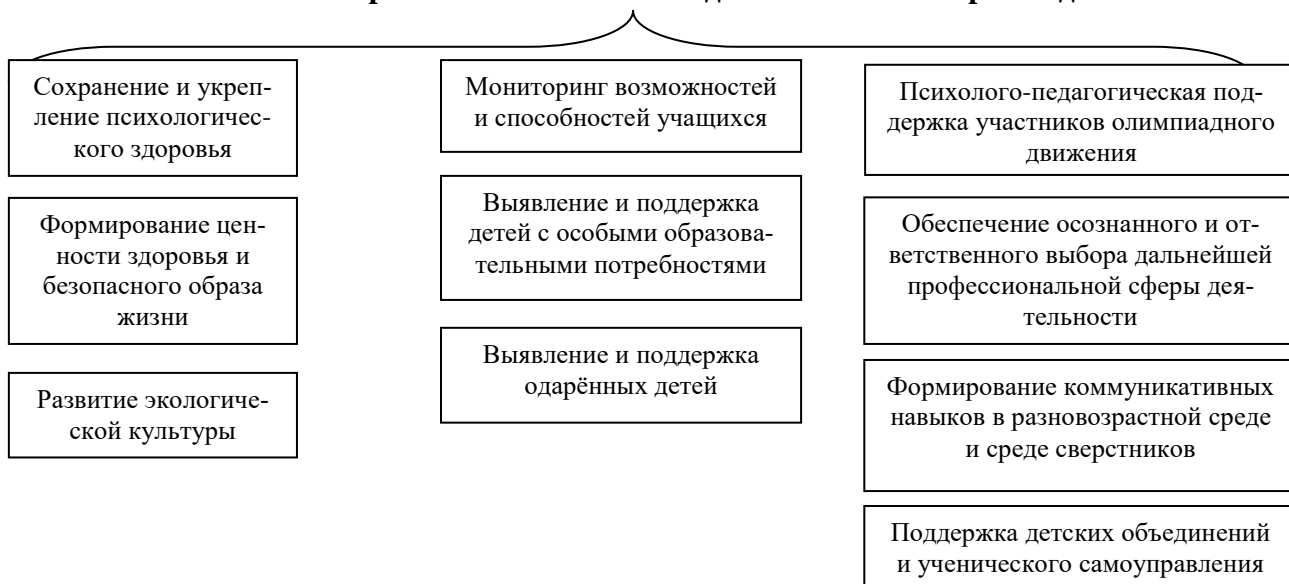 Сохранение и укреп-
ление психологичес-
кого здоровья
Формирование цен-
ности здоровья и
безопасного образа
жизни
Развитие экологиче-
ской культуры
Мониторинг возможностей
и способностей учащихся
Выявление и поддержка
детей с особыми образова-
тельными потребностями
Выявление и поддержка
одарённых детей
Психолого-педагогическая под-
держка участников олимпиадного
движения
Обеспечение осознанного и от-
ветственного выбора дальнейшей
профессиональной сферы дея-
тельности
Формирование коммуникативных
навыков в разновозрастной среде
и среде сверстников
Поддержка детских объединений
и ученического самоуправления